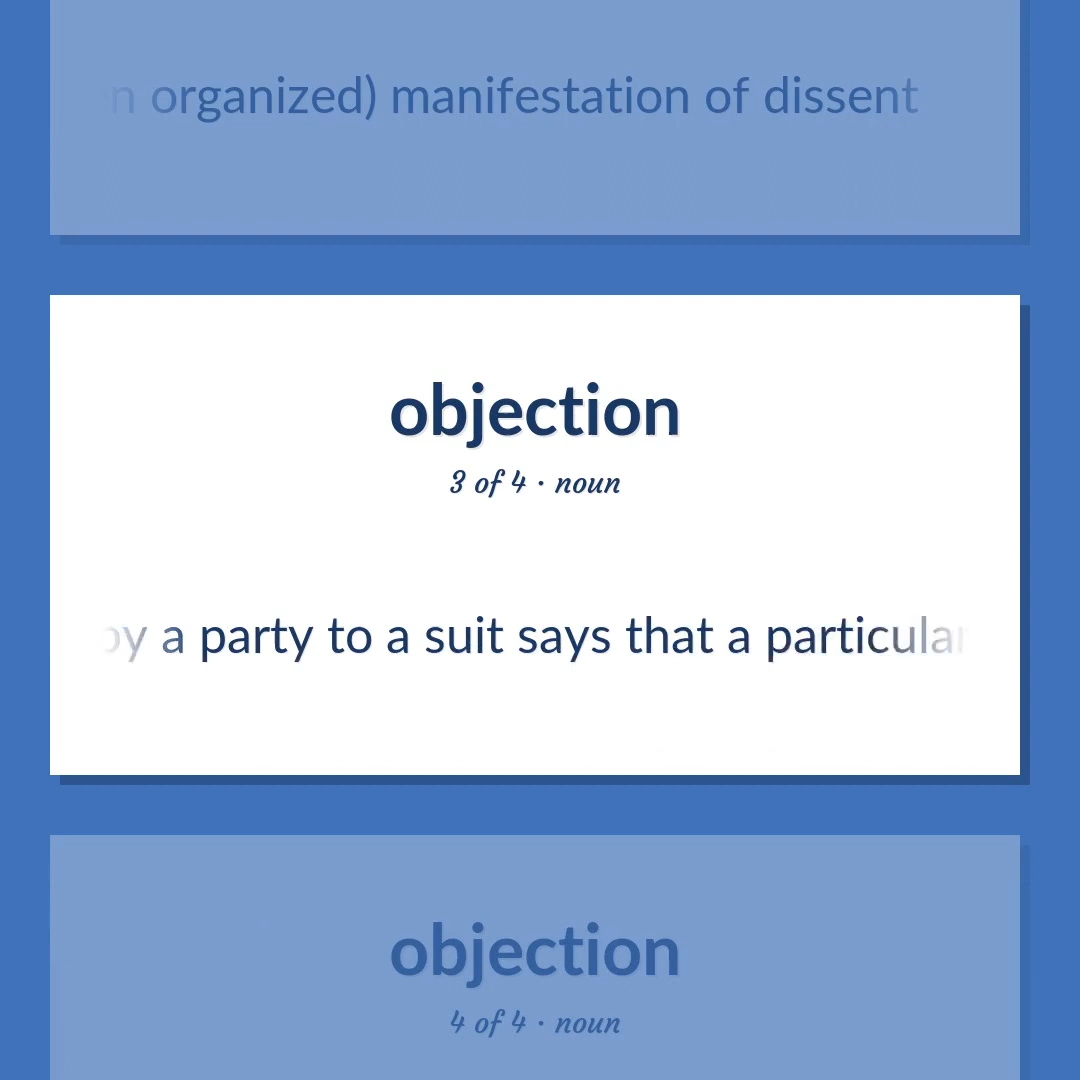 organized) manifestation of dissent
objection
3 of 4 · noun
by a party to a suit says that a particular
objection
4 of 4 · noun